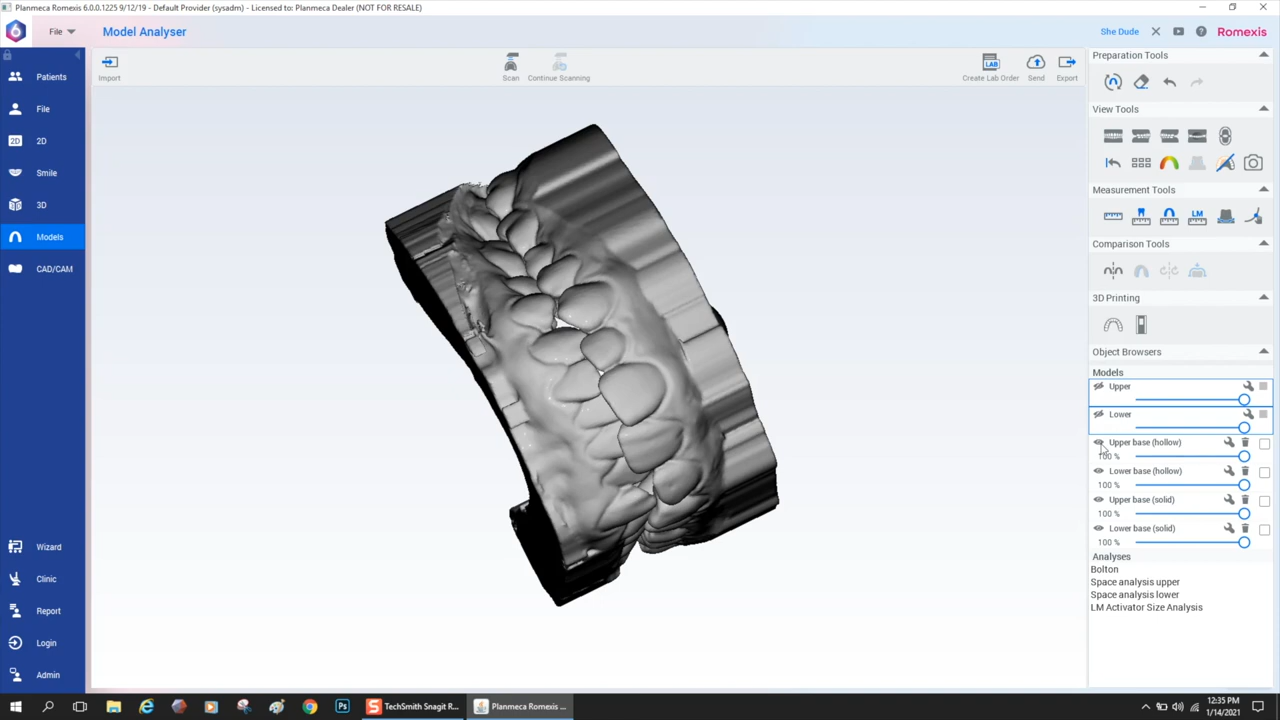 Planmeca Romexis 6.0.0.1225 9/12/19 - Default Provider (sysadm) - Licensed to: Planmeca Dealer (NOT FOR RESALE)
6
File
Model Analyser
She Dude
Romexis
Patients
File
2D
2D
Smile
3D
Models
CAD/CAM
Wizard
Clinic
Report
Login
Admin
Import
Scan
Continue Scanning
LAB
Create Lab Order
Send
Export
Preparation Tools
View Tools
Measurement Tools
LM
Comparison Tools
3D Printing
Object Browsers
Models
Upper
Lower
Upper base (hollow)
100 %
Lower base (hollow)
100 %
Upper base (solid)
100 %
Lower base (solid)
100 %
Analyses
Bolton
Space analysis upper
Space analysis lower
LM Activator Size Analysis
Ps
S
TechSmith Snagit R...
Planmeca Romexis ...
12:35 PM
1/14/2021